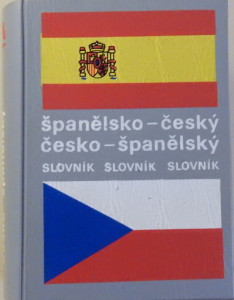 španělsko – český
česko – španělský
SLOVNÍK SLOVNÍK SLOVNÍK